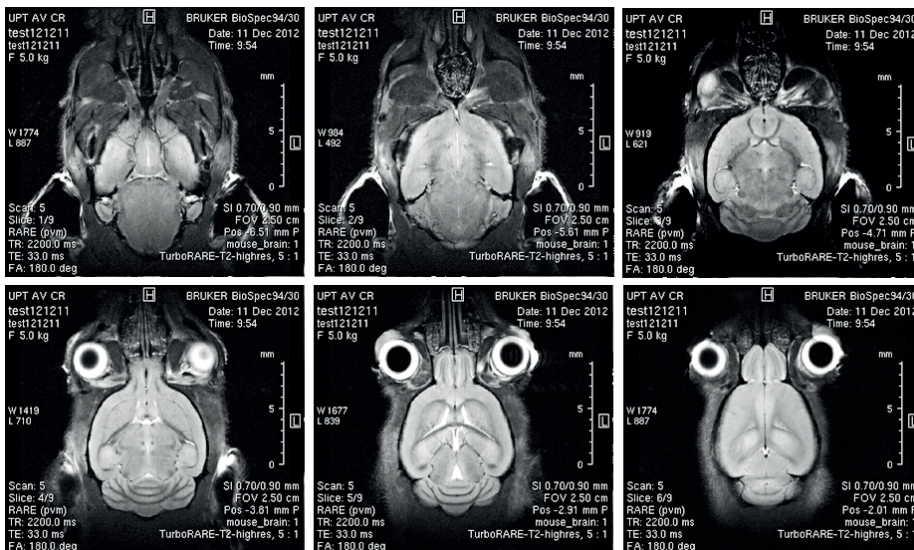 UPT AV CR
H
BRUKER BioSpec94/30
test121211
Date: 11 Dec 2012
test121211
Time: 9:54
F 5.0 kg
mm
W 1774
L 887
5
L
0
Scan: 5
SI 0.70/0.90 mm
Slice: 1/9
FOV 2.50 cm
RARE (pvm)
Pos -6.51 mm P
TR: 2200.0 ms
mouse_brain: 1
TE: 33.0 ms
TurboRARE-T2-highres, 5 : 1
FA: 180.0 deg
UPT AV CR
H
BRUKER BioSpec94/30
test121211
Date: 11 Dec 2012
test121211
Time: 9:54
F 5.0 kg
mm
W 984
L 492
5
L
0
Scan: 5
SI 0.70/0.90 mm
Slice: 2/9
FOV 2.50 cm
RARE (pvm)
Pos -5.61 mm P
TR: 2200.0 ms
mouse_brain: 1
TE: 33.0 ms
TurboRARE-T2-highres, 5 : 1
FA: 180.0 deg
UPT AV CR
H
BRUKER BioSpec94/30
test121211
Date: 11 Dec 2012
test121211
Time: 9:54
F 5.0 kg
mm
W 919
L 621
5
L
0
Scan: 5
SI 0.70/0.90 mm
Slice: 3/9
FOV 2.50 cm
RARE (pvm)
Pos -4.71 mm P
TR: 2200.0 ms
mouse_brain: 1
TE: 33.0 ms
TurboRARE-T2-highres, 5 : 1
FA: 180.0 deg
UPT AV CR
H
BRUKER BioSpec94/30
test121211
Date: 11 Dec 2012
test121211
Time: 9:54
F 5.0 kg
mm
W 1419
L 710
5
L
0
Scan: 5
SI 0.70/0.90 mm
Slice: 4/9
FOV 2.50 cm
RARE (pvm)
Pos -3.81 mm P
TR: 2200.0 ms
mouse_brain: 1
TE: 33.0 ms
TurboRARE-T2-highres, 5 : 1
FA: 180.0 deg
UPT AV CR
H
BRUKER BioSpec94/30
test121211
Date: 11 Dec 2012
test121211
Time: 9:54
F 5.0 kg
mm
W 1677
L 839
5
L
0
Scan: 5
SI 0.70/0.90 mm
Slice: 5/9
FOV 2.50 cm
RARE (pvm)
Pos -2.91 mm P
TR: 2200.0 ms
mouse_brain: 1
TE: 33.0 ms
TurboRARE-T2-highres, 5 : 1
FA: 180.0 deg
UPT AV CR
H
BRUKER BioSpec94/30
test121211
Date: 11 Dec 2012
test121211
Time: 9:54
F 5.0 kg
mm
W 1774
L 887
5
L
0
Scan: 5
SI 0.70/0.90 mm
Slice: 6/9
FOV 2.50 cm
RARE (pvm)
Pos -2.01 mm P
TR: 2200.0 ms
mouse_brain: 1
TE: 33.0 ms
TurboRARE-T2-highres, 5 : 1
FA: 180.0 deg